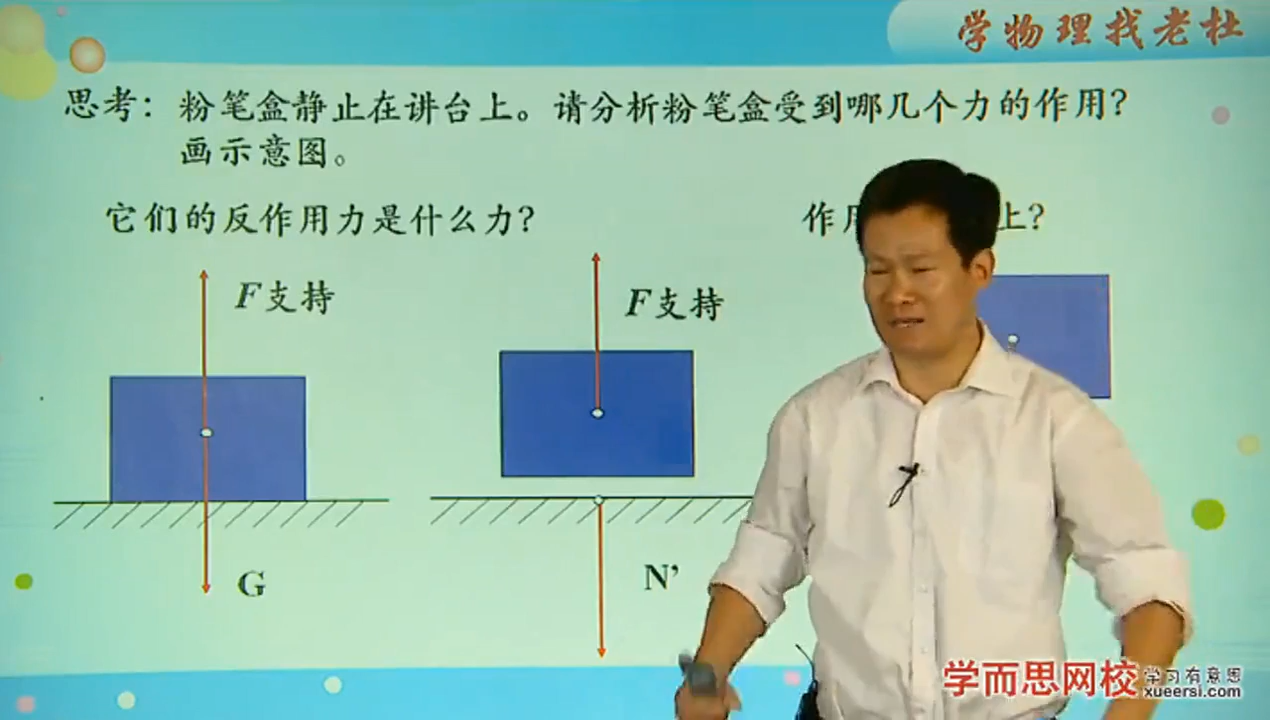 学物理找老杜
思考：粉笔盒静止在讲台上。请分析粉笔盒受到哪几个力的作用？
画示意图。
它们的反作用力是什么力？
作用 上？
F支持
F支持
G
N’
学而思网校 学习有意思
xueersi.com